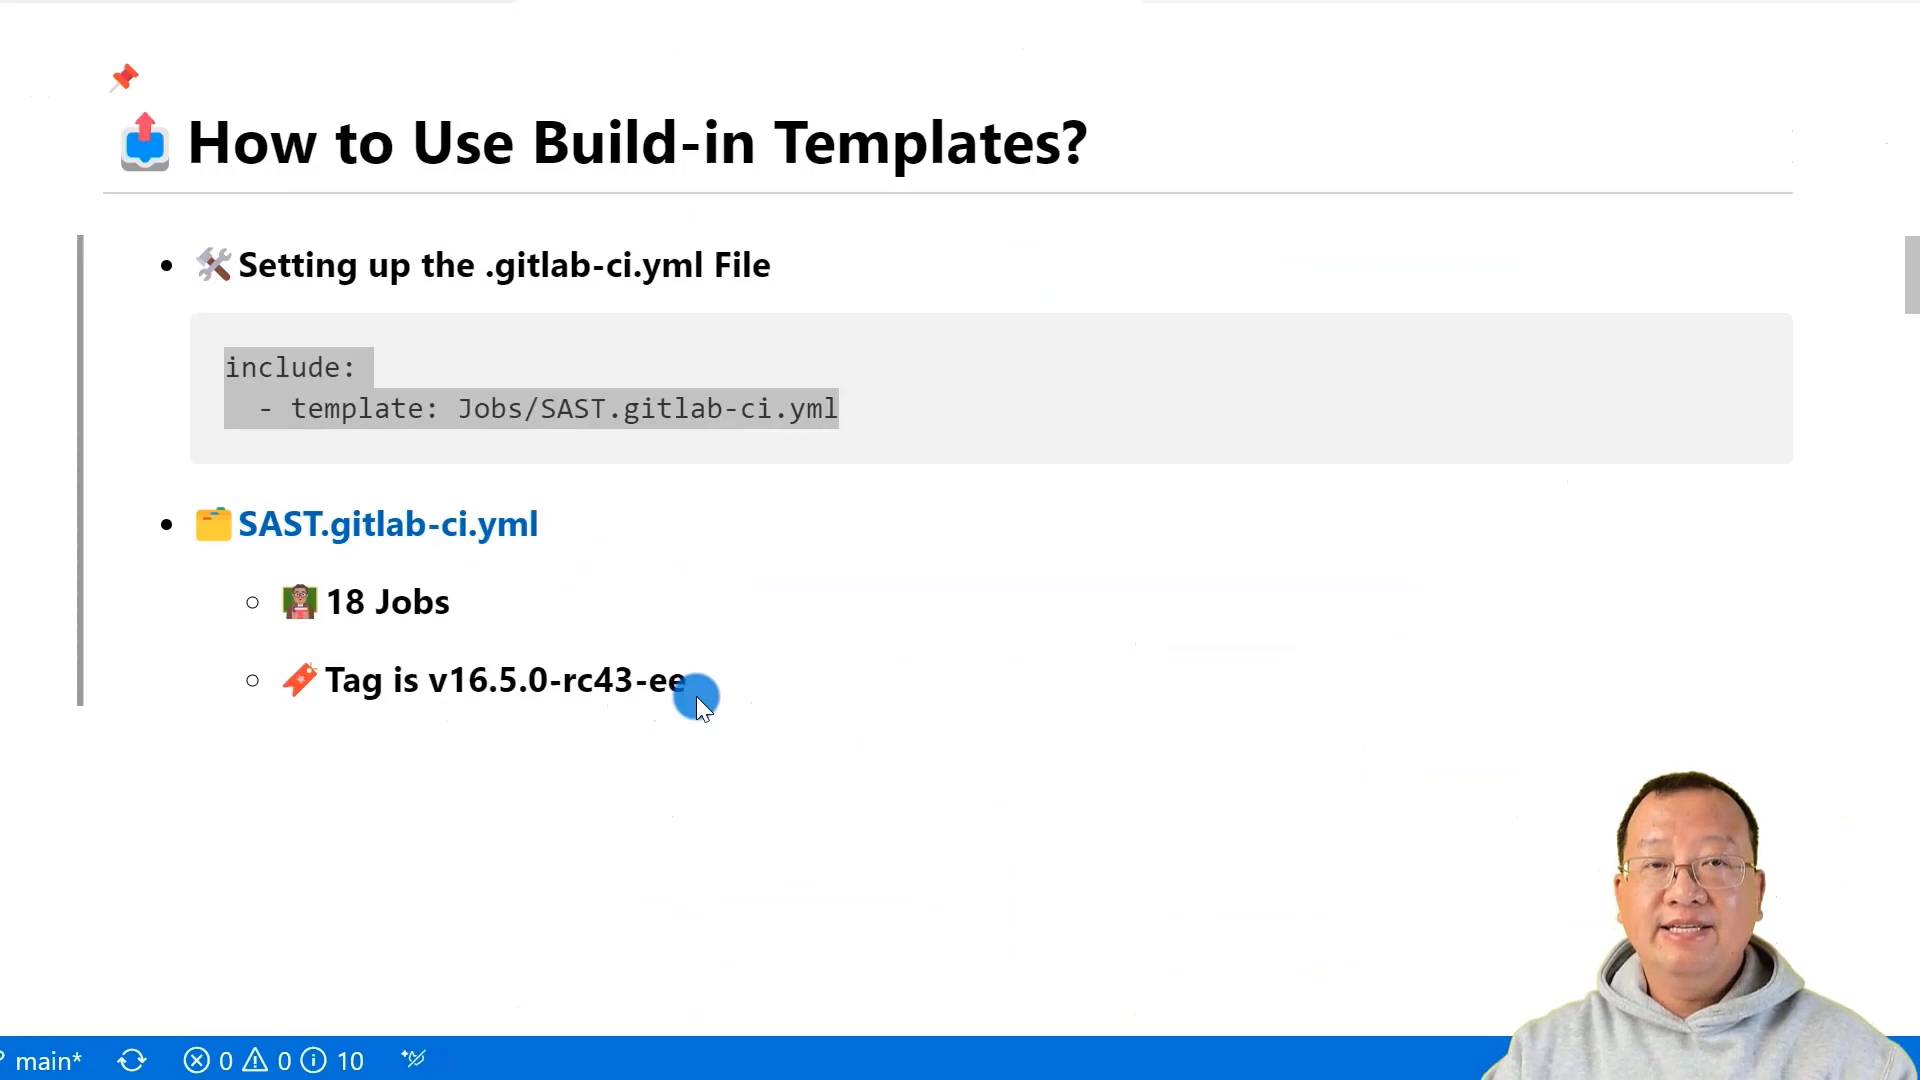 How to Use Build-in Templates?
Setting up the .gitlab-ci.yml File
include:
- template: Jobs/SAST.gitlab-ci.yml
SAST.gitlab-ci.yml
18 Jobs
Tag is v16.5.0-rc43-ee
main* 0 0 10